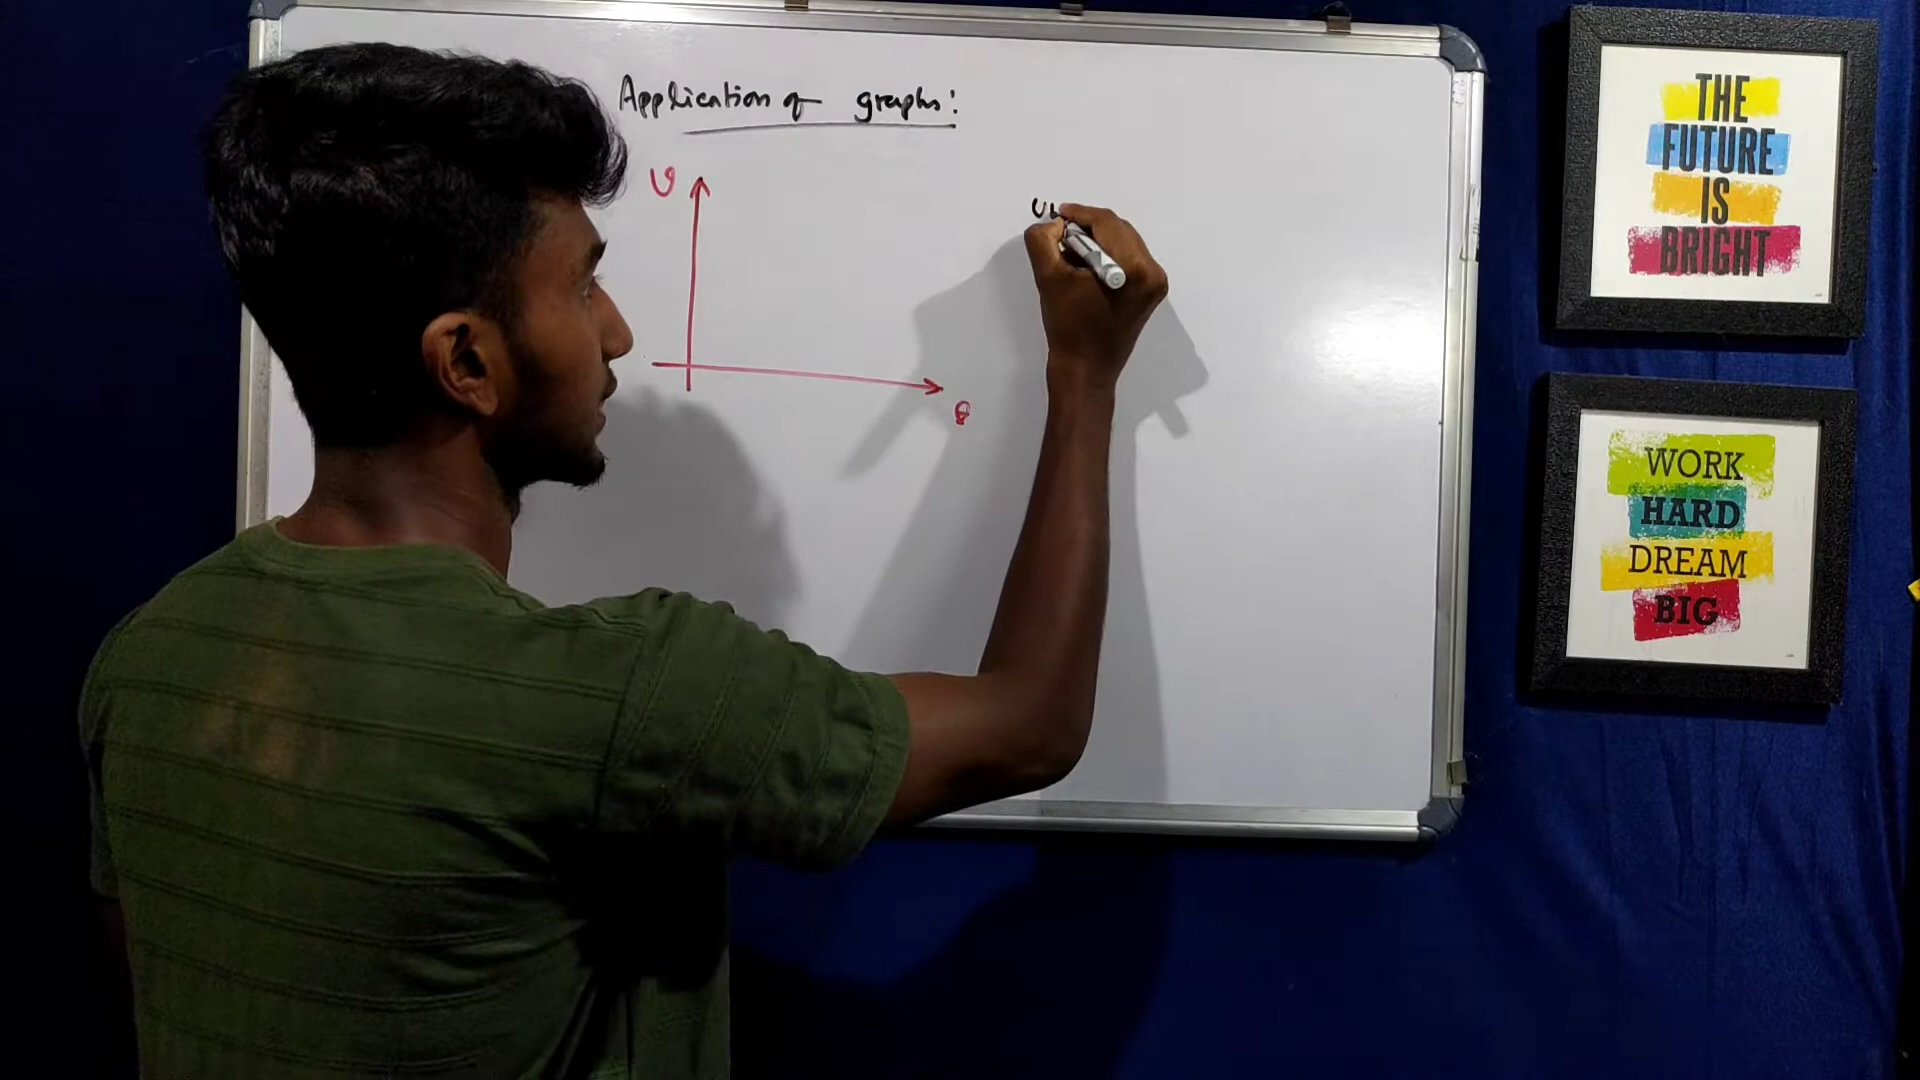 Application of graphs:
v
THE
FUTURE
IS
BRIGHT
WORK
HARD
DREAM
BIG